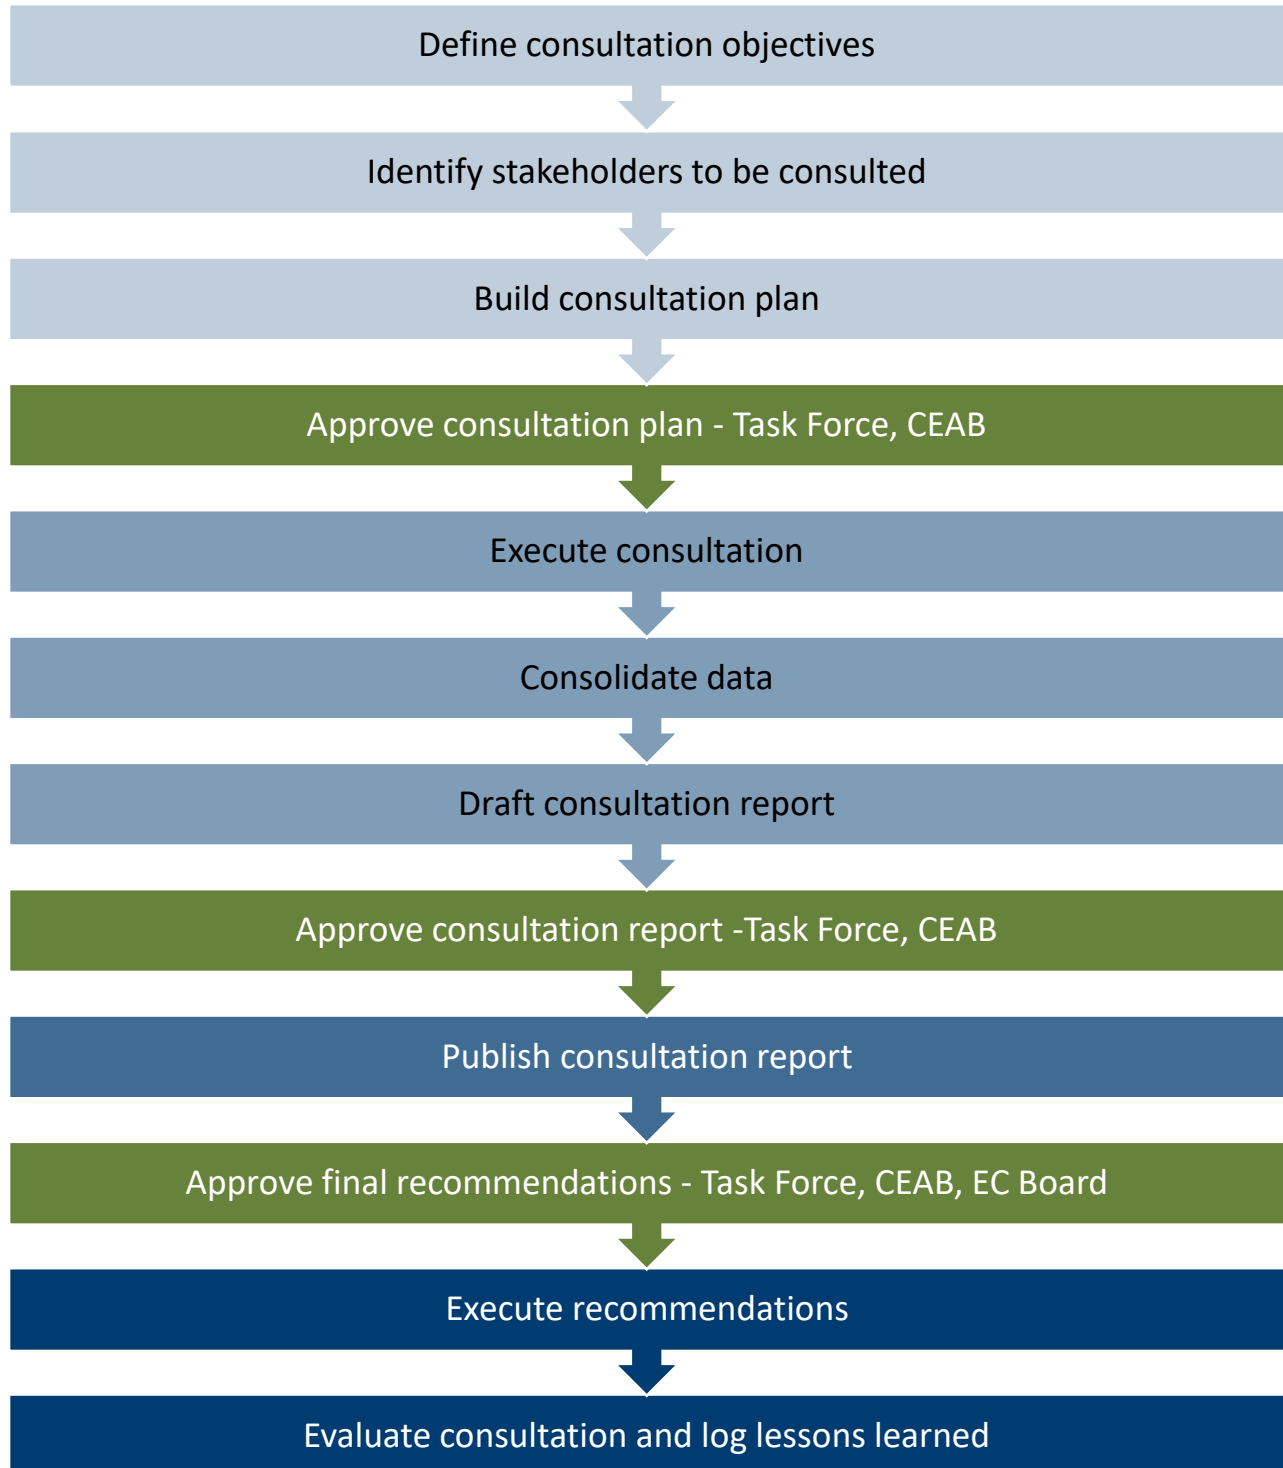 Define consultation objectives
Identify stakeholders to be consulted
Build consultation plan
Approve consultation plan - Task Force, CEAB
Execute consultation
Consolidate data
Draft consultation report
Approve consultation report -Task Force, CEAB
Publish consultation report
Approve final recommendations - Task Force, CEAB, EC Board
Execute recommendations
Evaluate consultation and log lessons learned